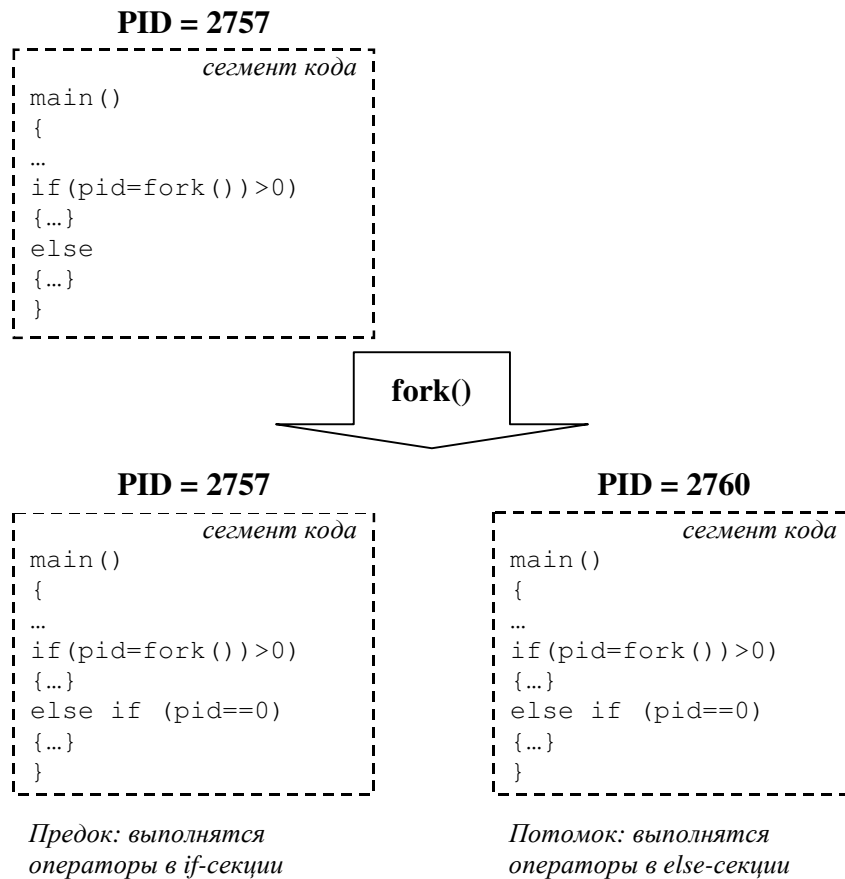 PID = 2757
сегмент кода
main()
{
…
if(pid=fork())>0)
{…}
else
{…}
}
fork()
PID = 2757
сегмент кода
main()
{
…
if(pid=fork())>0)
{…}
else if (pid==0)
{…}
}
Предок: выполнятся
операторы в if-секции
PID = 2760
сегмент кода
main()
{
…
if(pid=fork())>0)
{…}
else if (pid==0)
{…}
}
Потомок: выполнятся
операторы в else-секции